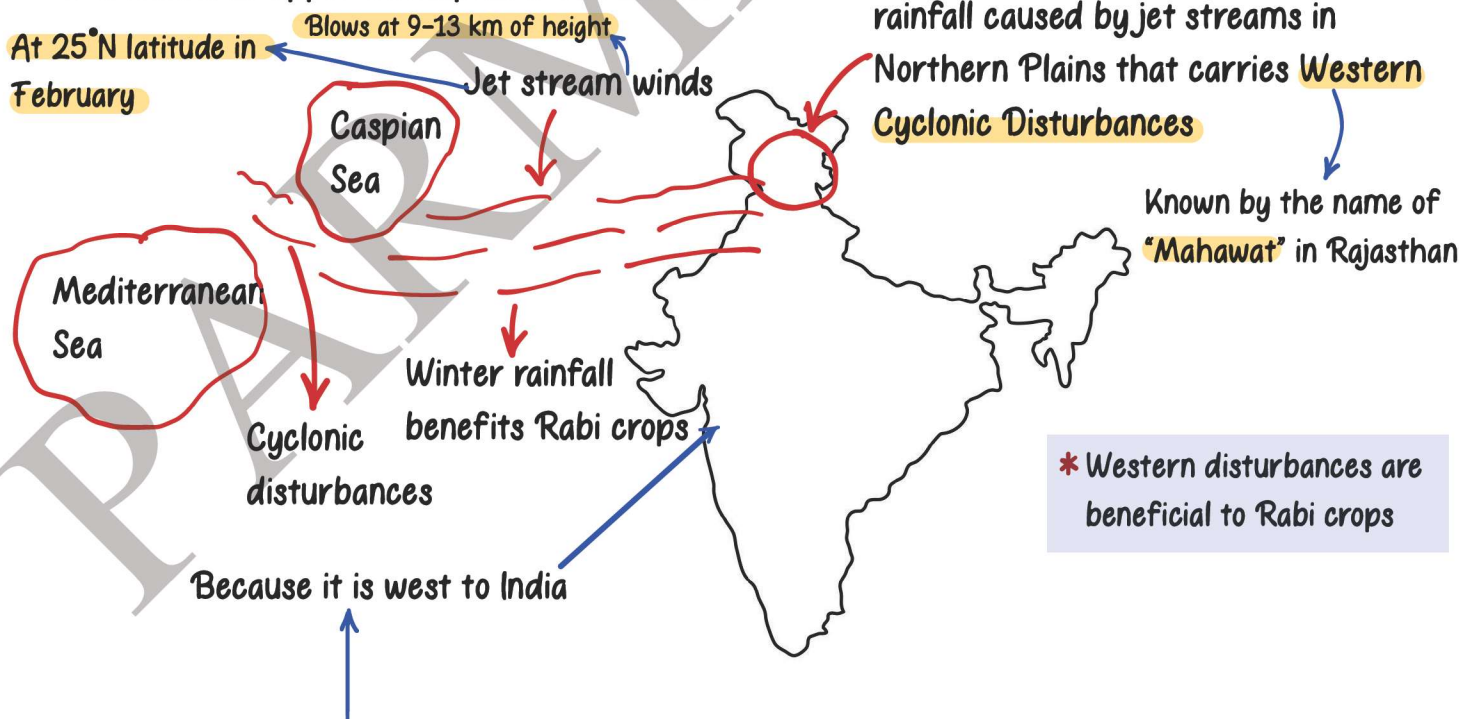 Blows at 9-13 km of height
At 25°N latitude in
February
Jet stream winds
rainfall caused by jet streams in
Northern Plains that carries Western
Cyclonic Disturbances
Caspian
Sea
Known by the name of
“Mahawat” in Rajasthan
Mediterranean
Sea
Winter rainfall
benefits Rabi crops
Cyclonic
disturbances
* Western disturbances are
beneficial to Rabi crops
Because it is west to India
PARM